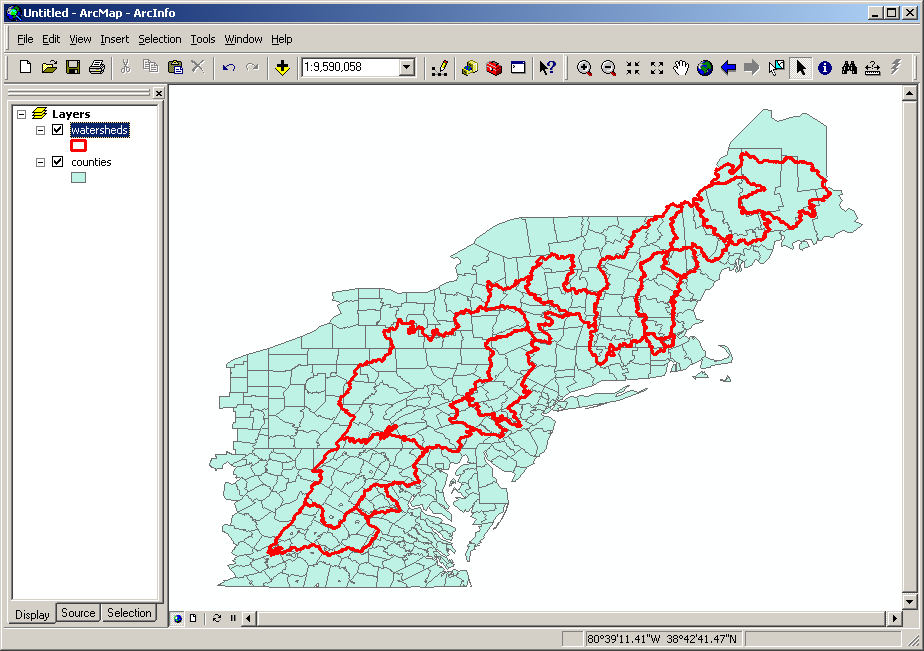 Untitled - ArcMap - ArcInfo
File Edit View Insert Selection Tools Window Help
1:9,590,058
Layers
watersheds
counties
Display Source Selection
80°39'11.41"W 38°42'41.47"N